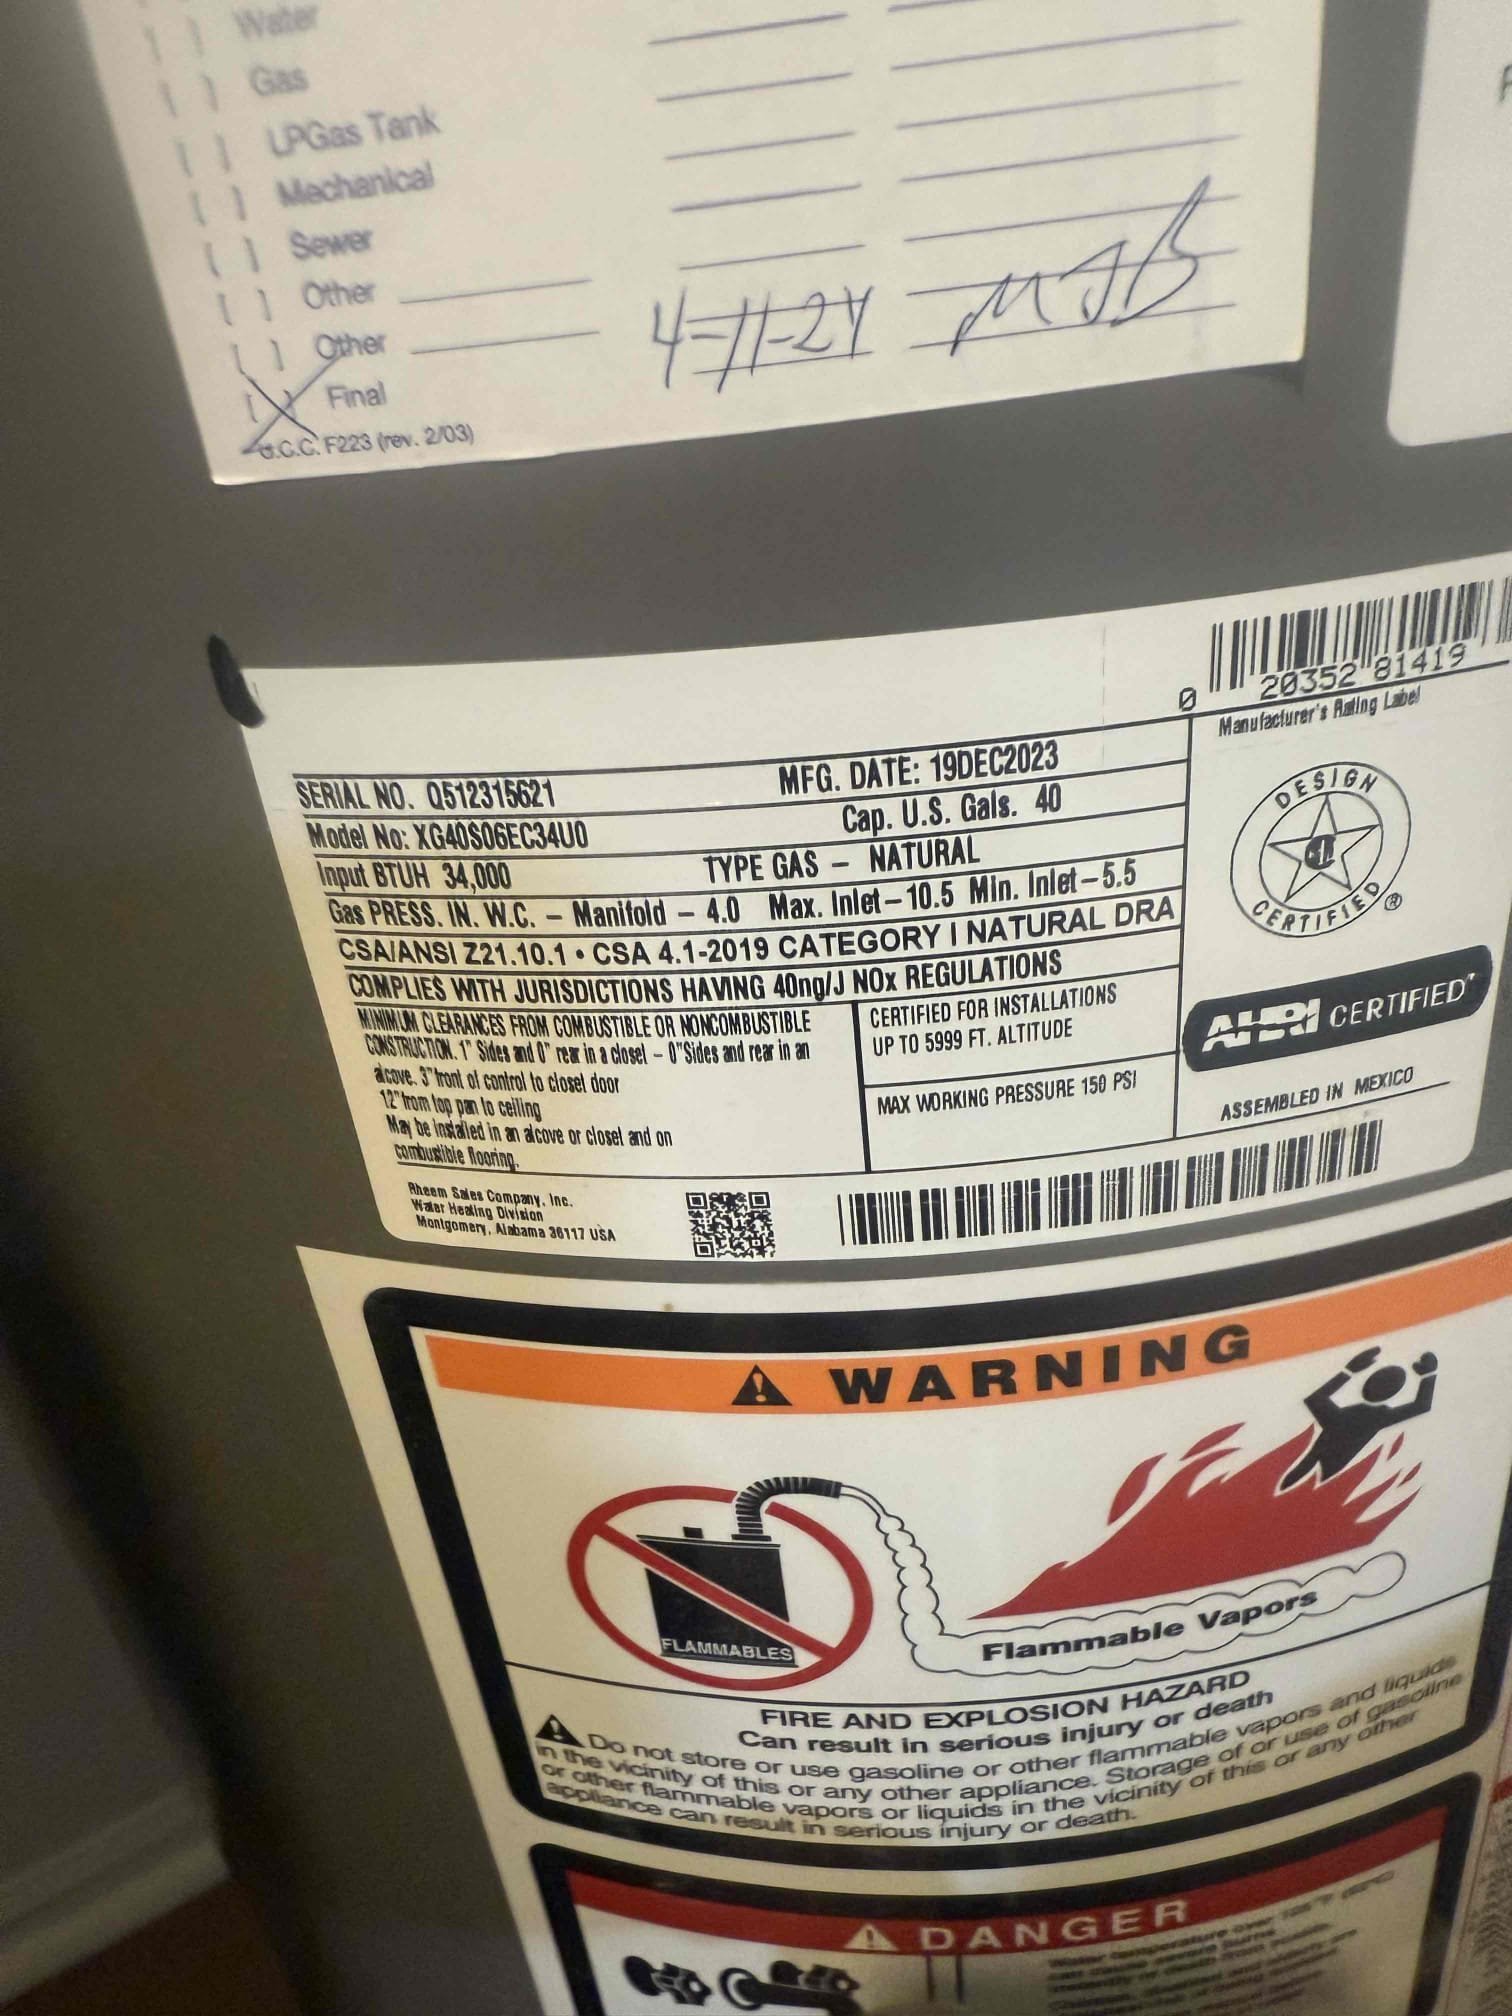 [ ] Water
[ ] Gas
[ ] LPGas Tank
[ ] Mechanical
[ ] Sewer
[ ] Other
[ ] Other
[X] Final 4-11-24 MJB
F223 (rev. 2/03)
0 20352 81419
Manufacturer's Rating Label
SERIAL NO. Q512315621 MFG. DATE: 19DEC2023
Model No: XG40S06EC34U0 Cap. U.S. Gals. 40
Input BTUH 34,000 TYPE GAS – NATURAL
Gas PRESS. IN. W.C. – Manifold – 4.0 Max. Inlet – 10.5 Min. Inlet – 5.5
CSA/ANSI Z21.10.1 • CSA 4.1-2019 CATEGORY I NATURAL DRA
COMPLIES WITH JURISDICTIONS HAVING 40ng/J NOx REGULATIONS
MINIMUM CLEARANCES FROM COMBUSTIBLE OR NONCOMBUSTIBLE
CONSTRUCTION. 1" Sides and 0" rear in a closet – 0" Sides and rear in an
alcove. 3" front of control to closet door
12" from top pan to ceiling
May be installed in an alcove or closet and on
combustible flooring.
CERTIFIED FOR INSTALLATIONS
UP TO 5999 FT. ALTITUDE
MAX WORKING PRESSURE 150 PSI
DESIGN
CERTIFIED ®
AHRI CERTIFIED
ASSEMBLED IN MEXICO
Rheem Sales Company, Inc.
Water Heating Division
Montgomery, Alabama 36117 USA
WARNING
FLAMMABLES
Flammable Vapors
FIRE AND EXPLOSION HAZARD
Can result in serious injury or death
Do not store or use gasoline or other flammable vapors and liquids
in the vicinity of this or any other appliance. Storage of or use of gasoline
or other flammable vapors or liquids in the vicinity of this or any other
appliance can result in serious injury or death.
DANGER